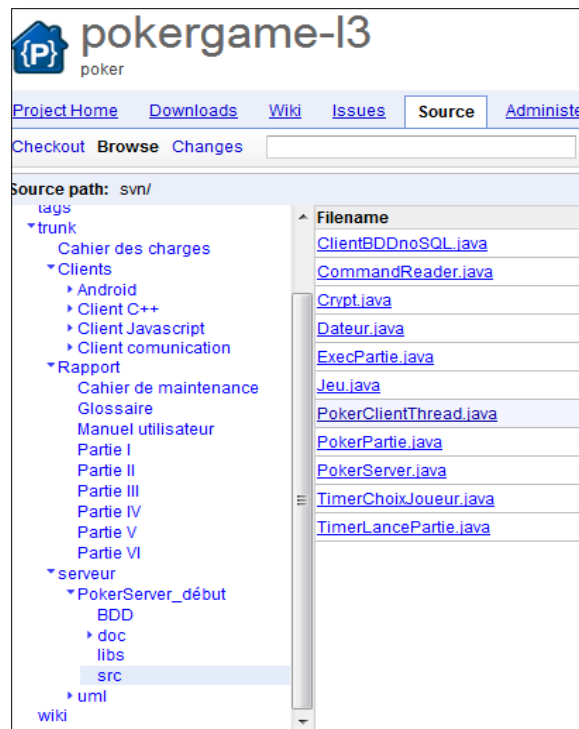 {P}
pokergame-l3
poker
Project Home Downloads Wiki Issues Source Administe
Checkout Browse Changes
Source path: svn/
tags
trunk
Cahier des charges
Clients
Android
Client C++
Client Javascript
Client comunication
Rapport
Cahier de maintenance
Glossaire
Manuel utilisateur
Partie I
Partie II
Partie III
Partie IV
Partie V
Partie VI
serveur
PokerServer_début
BDD
doc
libs
src
uml
wiki
Filename
ClientBDDnoSQL.java
CommandReader.java
Crypt.java
Dateur.java
ExecPartie.java
Jeu.java
PokerClientThread.java
PokerPartie.java
PokerServer.java
TimerChoixJoueur.java
TimerLancePartie.java